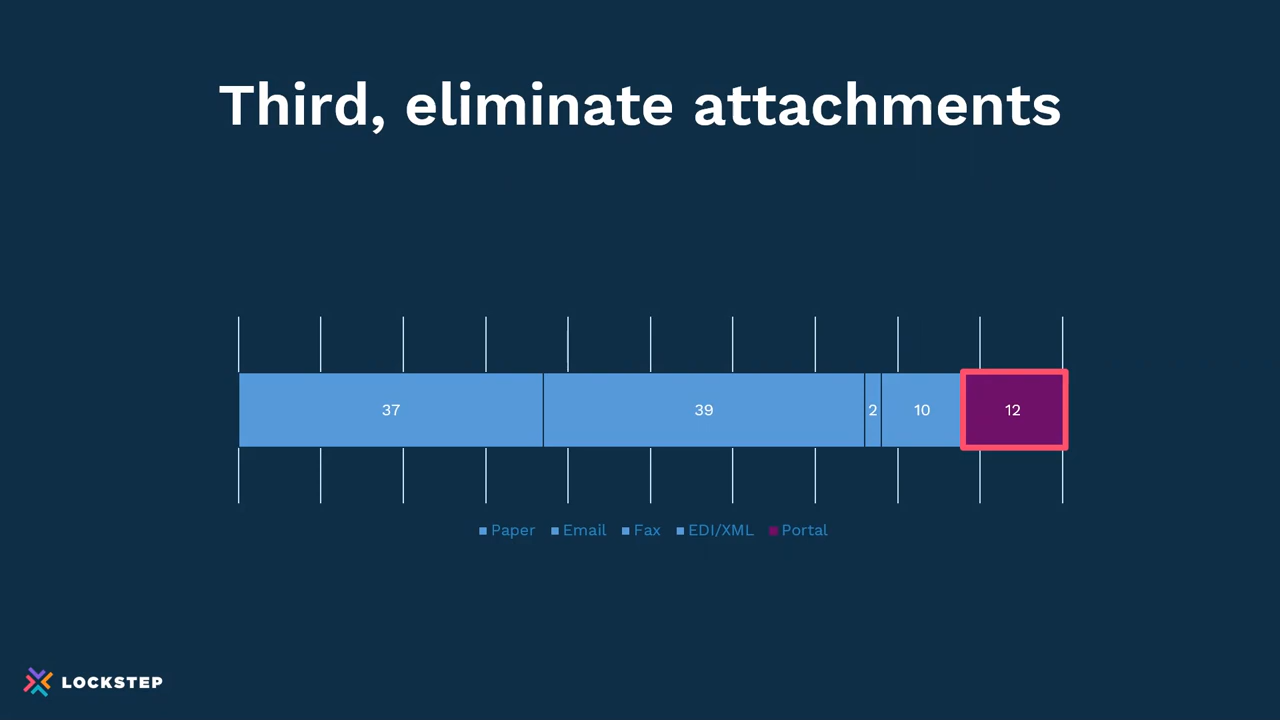 Third, eliminate attachments
37 39 2 10 12
Paper Email Fax EDI/XML Portal
LOCKSTEP